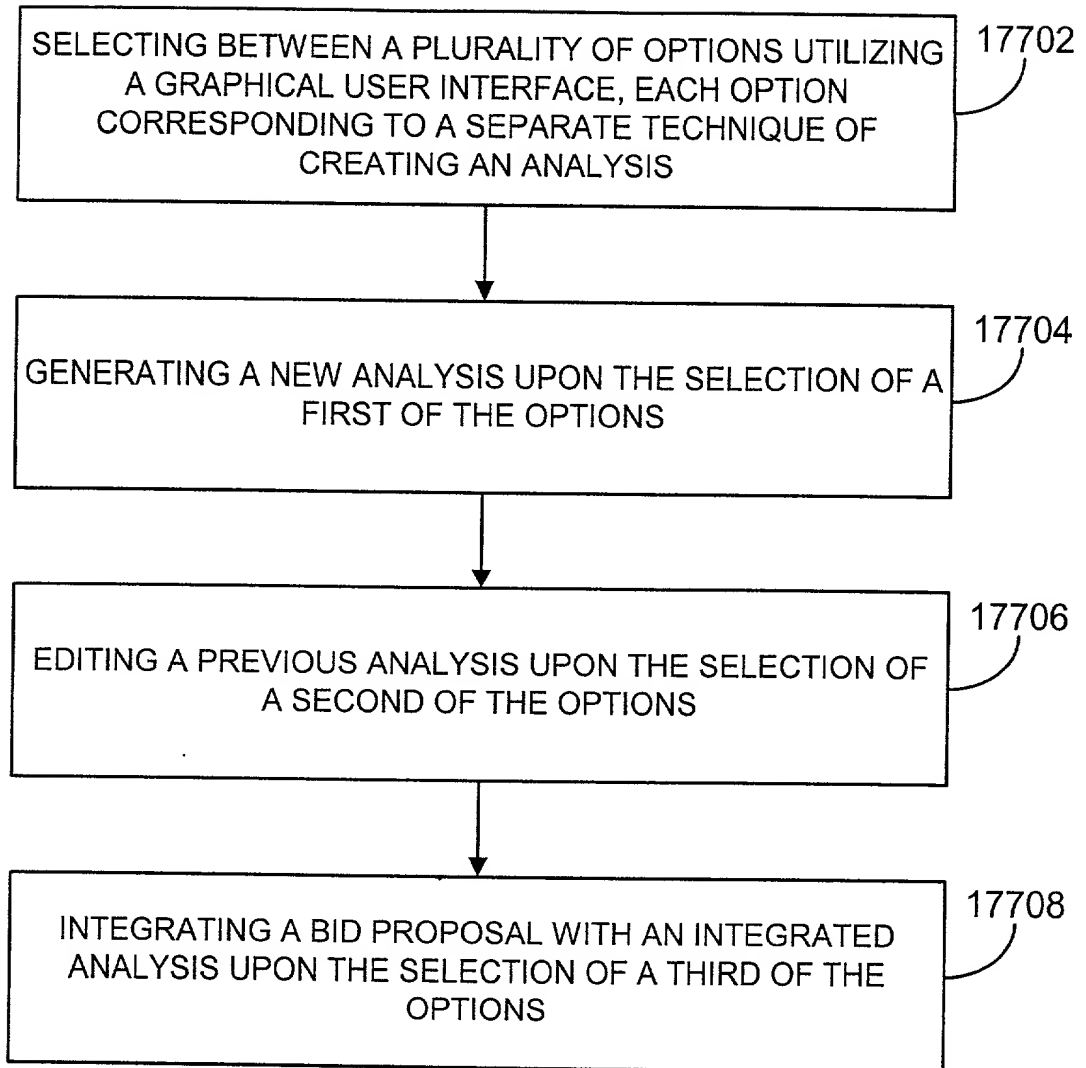 SELECTING BETWEEN A PLURALITY OF OPTIONS UTILIZING
A GRAPHICAL USER INTERFACE, EACH OPTION
CORRESPONDING TO A SEPARATE TECHNIQUE OF
CREATING AN ANALYSIS
17702
GENERATING A NEW ANALYSIS UPON THE SELECTION OF A
FIRST OF THE OPTIONS
17704
EDITING A PREVIOUS ANALYSIS UPON THE SELECTION OF
A SECOND OF THE OPTIONS
17706
INTEGRATING A BID PROPOSAL WITH AN INTEGRATED
ANALYSIS UPON THE SELECTION OF A THIRD OF THE
OPTIONS
17708